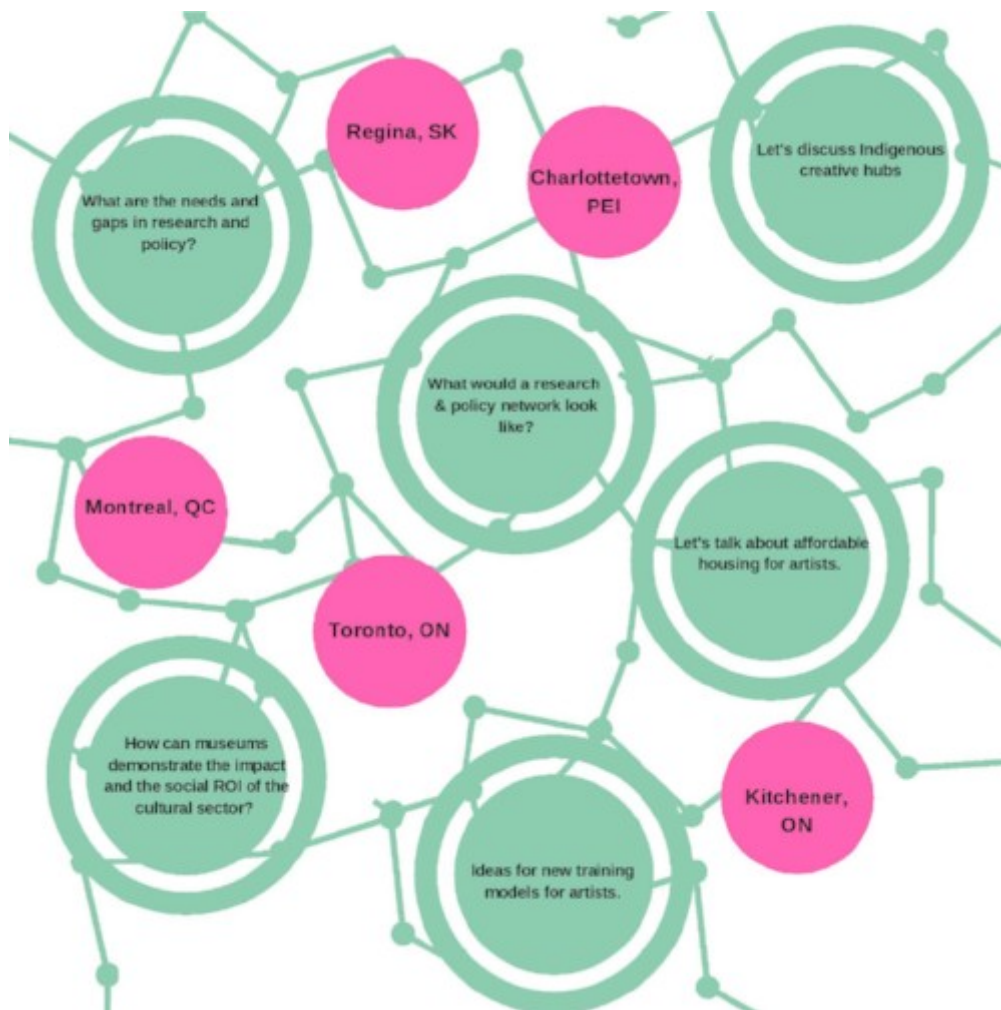 Regina, SK
Charlottetown,
PEI
Let's discuss Indigenous
creative hubs
What are the needs and
gaps in research and
policy?
What would a research
& policy network look
like?
Montreal, QC
Let's talk about affordable
housing for artists.
Toronto, ON
How can museums
demonstrate the impact
and the social ROI of the
cultural sector?
Kitchener,
ON
Ideas for new training
models for artists.